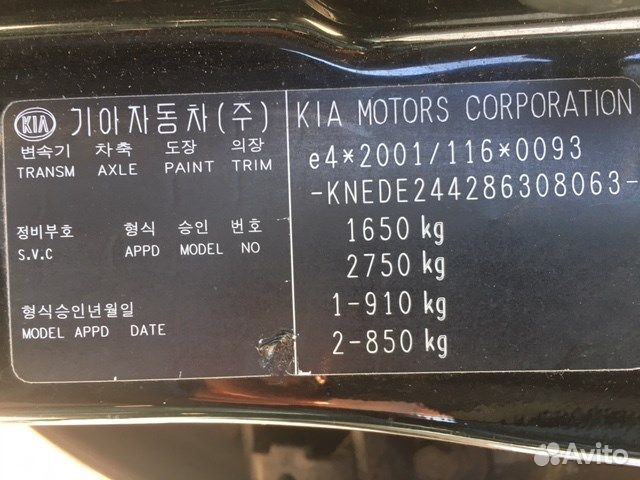 KIA 기아자동차(주)
변속기 차축 도장 의장
TRANSM AXLE PAINT TRIM
정비부호 형식 승인 번호
S.V.C APPD MODEL NO
형식승인년월일
MODEL APPD DATE
KIA MOTORS CORPORATION
e4*2001/116*0093
-KNEDE244286308063-
1650 kg
2750 kg
1-910 kg
2-850 kg
Avito